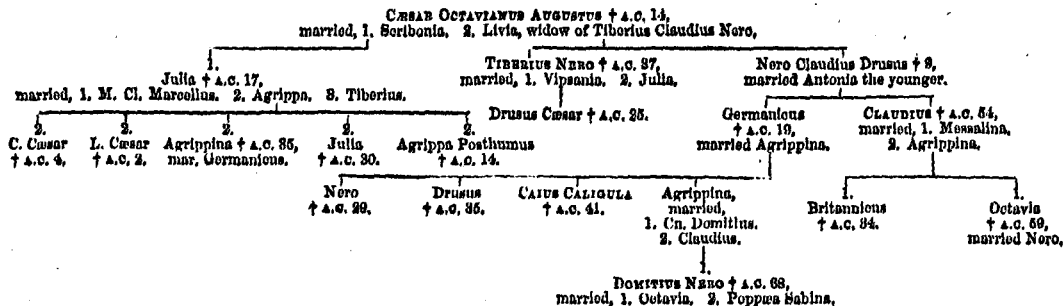 CÆSAR OCTAVIANUS AUGUSTUS † A.C. 14,
married, 1. Scribonia. 2. Livia, widow of Tiberius Claudius Nero,
1.
Julia † A.C. 17,
married, 1. M. Cl. Marcellus. 2. Agrippa. 3. Tiberius.
TIBERIUS NERO † A.C. 37,
married, 1. Vipsania. 2. Julia.
Nero Claudius Drusus † 9,
married Antonia the younger.
Drusus Cæsar † A.C. 25.
Germanicus
† A.C. 19,
married Agrippina.
CLAUDIUS † A.C. 54,
married, 1. Messalina,
2. Agrippina.
2.
C. Cæsar
† A.C. 4,
2.
L. Cæsar
† A.C. 2,
2.
Agrippina † A.C. 35,
mar. Germanicus.
2.
Julia
† A.C. 30.
2.
Agrippa Posthumus
† A.C. 14.
Nero
† A.C. 29.
Drusus
† A.C. 35.
CAIUS CALIGULA
† A.C. 41.
Agrippina,
married,
1. Cn. Domitius.
2. Claudius.
1.
Britannicus
† A.C. 34.
1.
Octavia
† A.C. 59,
married Nero.
1.
DOMITIUS NERO † A.C. 68,
married, 1. Octavia. 2. Poppæa Sabina,